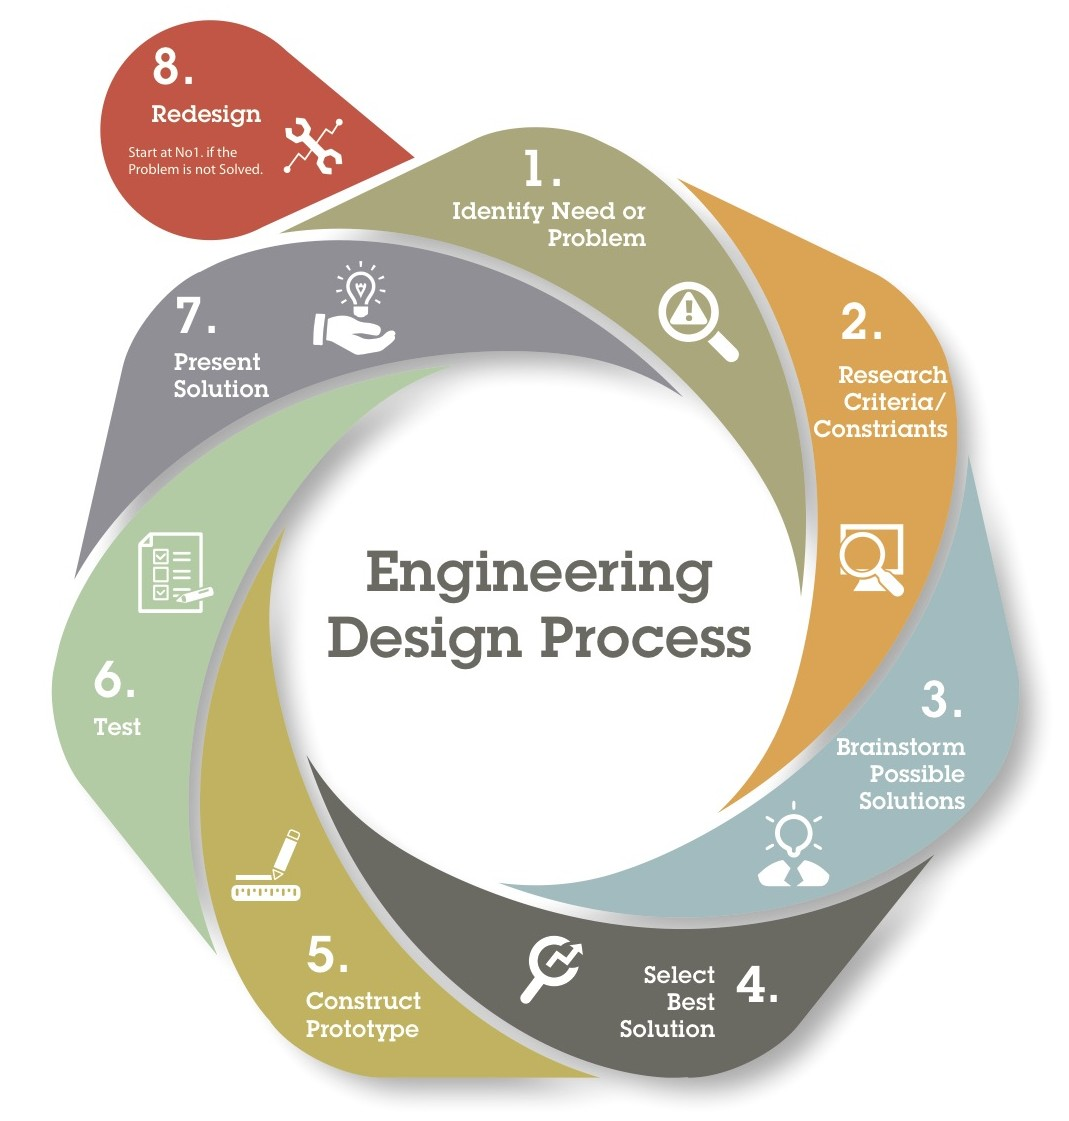 Engineering
Design Process
1.
Identify Need or
Problem
2.
Research
Criteria/
Constriants
3.
Brainstorm
Possible
Solutions
4.
Select
Best
Solution
5.
Construct
Prototype
6.
Test
7.
Present
Solution
8.
Redesign
Start at No1. if the
Problem is not Solved.